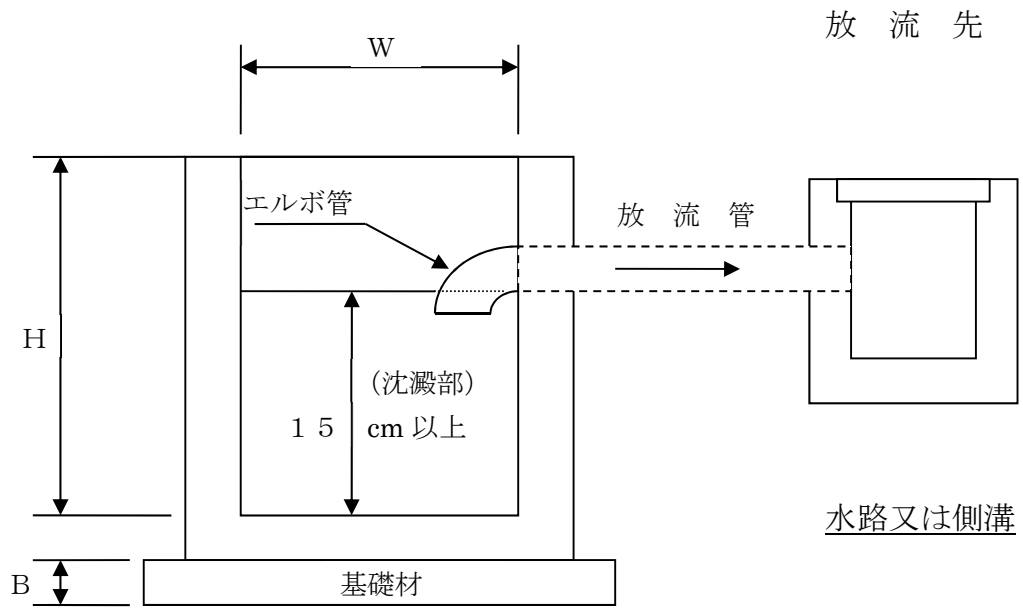 放　流　先
W
エルボ管
放　流　管
H
（沈澱部）
１５　cm 以上
水路又は側溝
B
基礎材